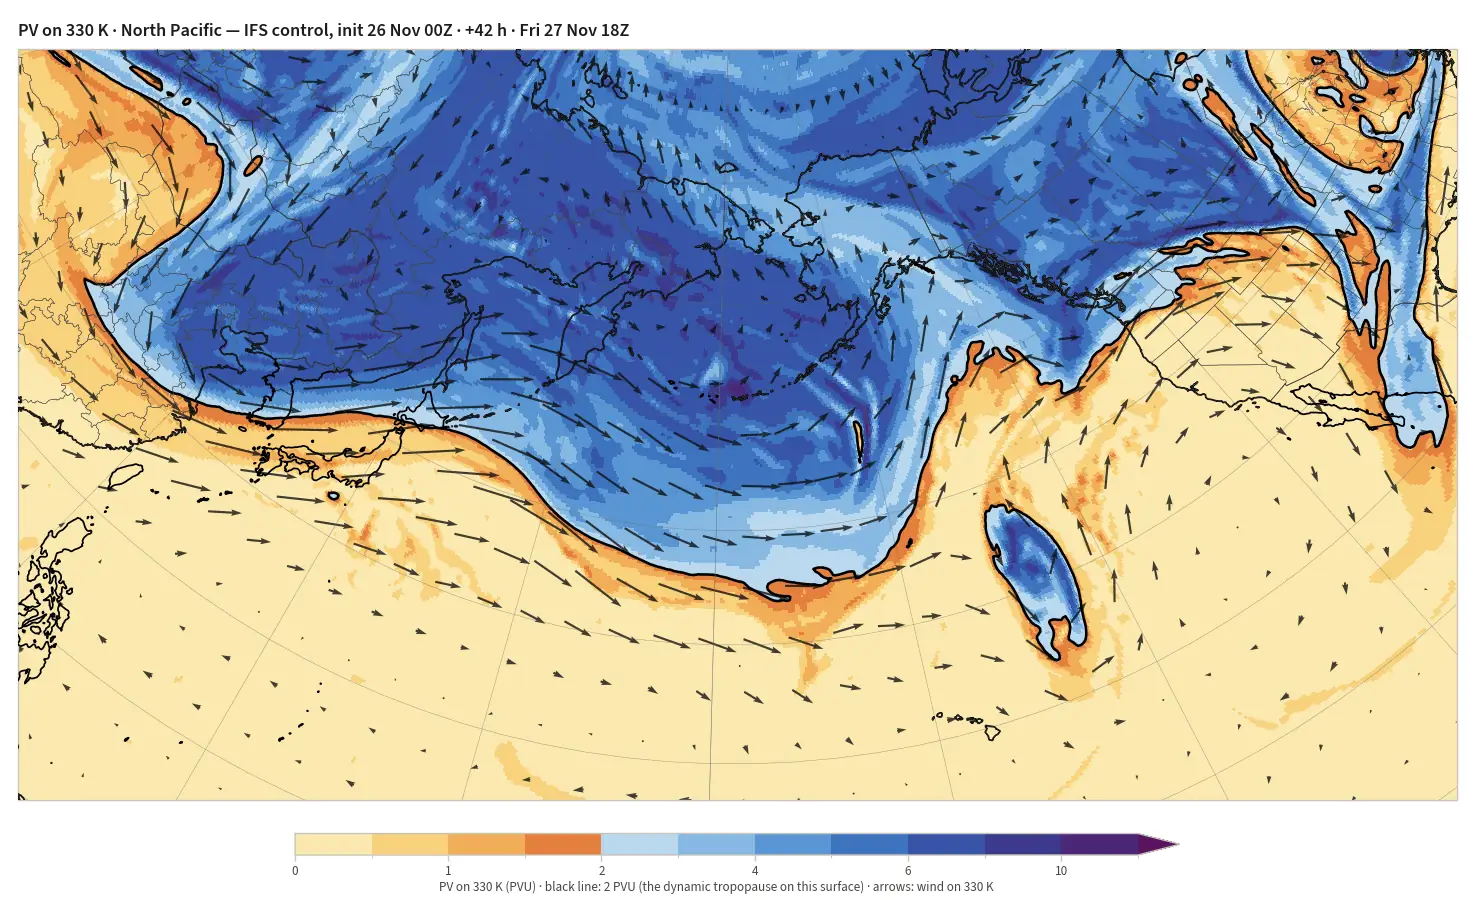 PV on 330 K · North Pacific — IFS control, init 26 Nov 00Z · +42 h · Fri 27 Nov 18Z
0 1 2 4 6 10
PV on 330 K (PVU) · black line: 2 PVU (the dynamic tropopause on this surface) · arrows: wind on 330 K